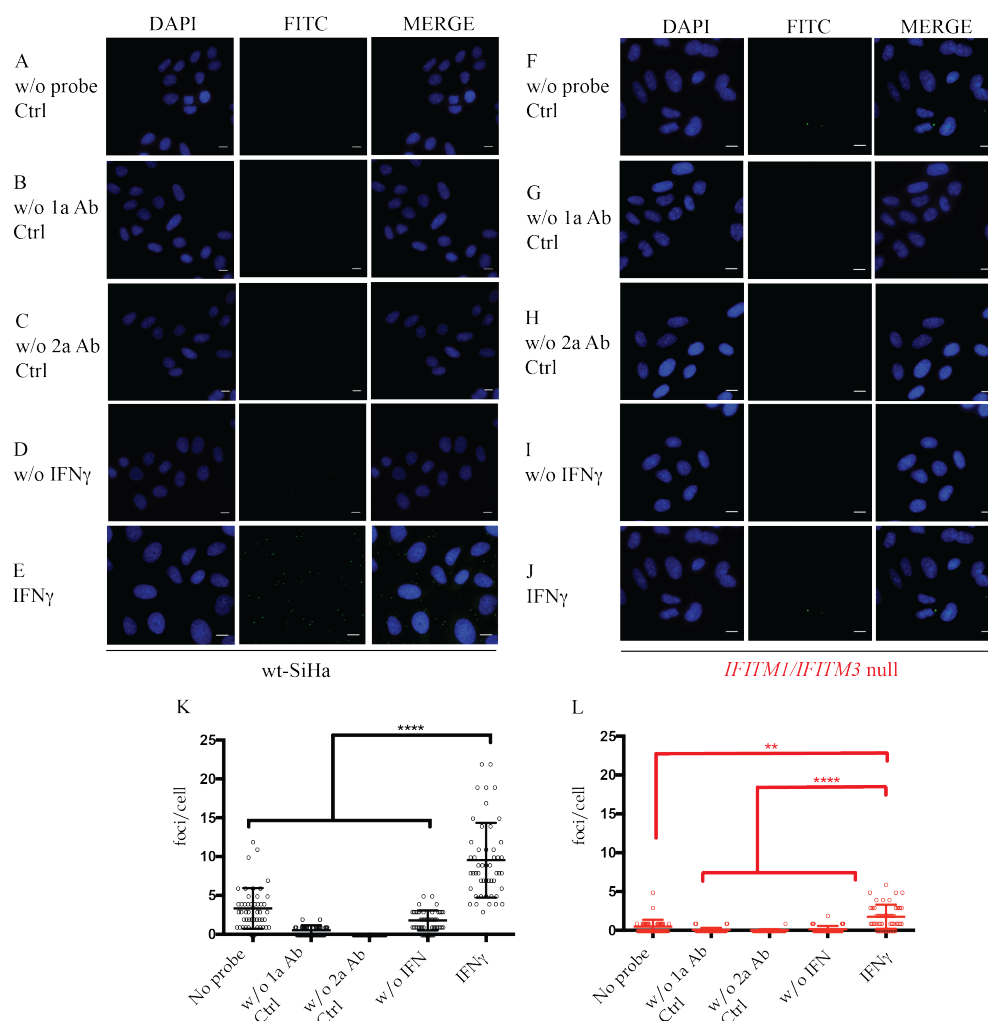 DAPI FITC MERGE
A
w/o probe
Ctrl
B
w/o 1a Ab
Ctrl
C
w/o 2a Ab
Ctrl
D
w/o IFNγ
E
IFNγ
wt-SiHa
DAPI FITC MERGE
F
w/o probe
Ctrl
G
w/o 1a Ab
Ctrl
H
w/o 2a Ab
Ctrl
I
w/o IFNγ
J
IFNγ
IFITM1/IFITM3 null
K
****
25
20
15
10
5
0
foci/cell
No probe
w/o 1a Ab
Ctrl
w/o 2a Ab
Ctrl
w/o IFN
IFNγ
L
**
****
25
20
15
10
5
0
foci/cell
No probe
w/o 1a Ab
Ctrl
w/o 2a Ab
Ctrl
w/o IFN
IFNγ